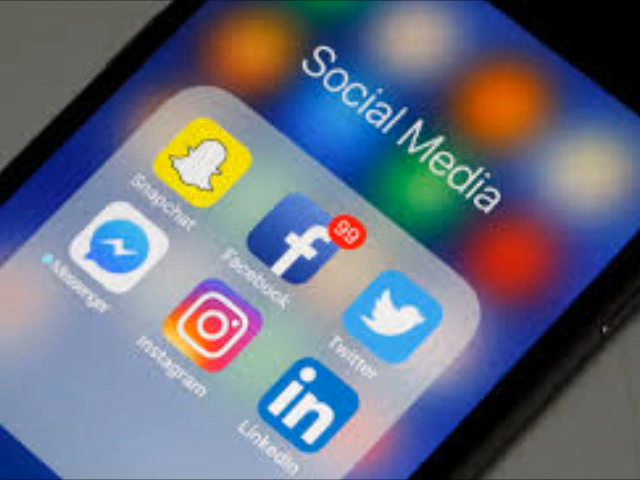 Social Media
Snapchat
Facebook
99
Twitter
Messenger
Instagram
LinkedIn
in